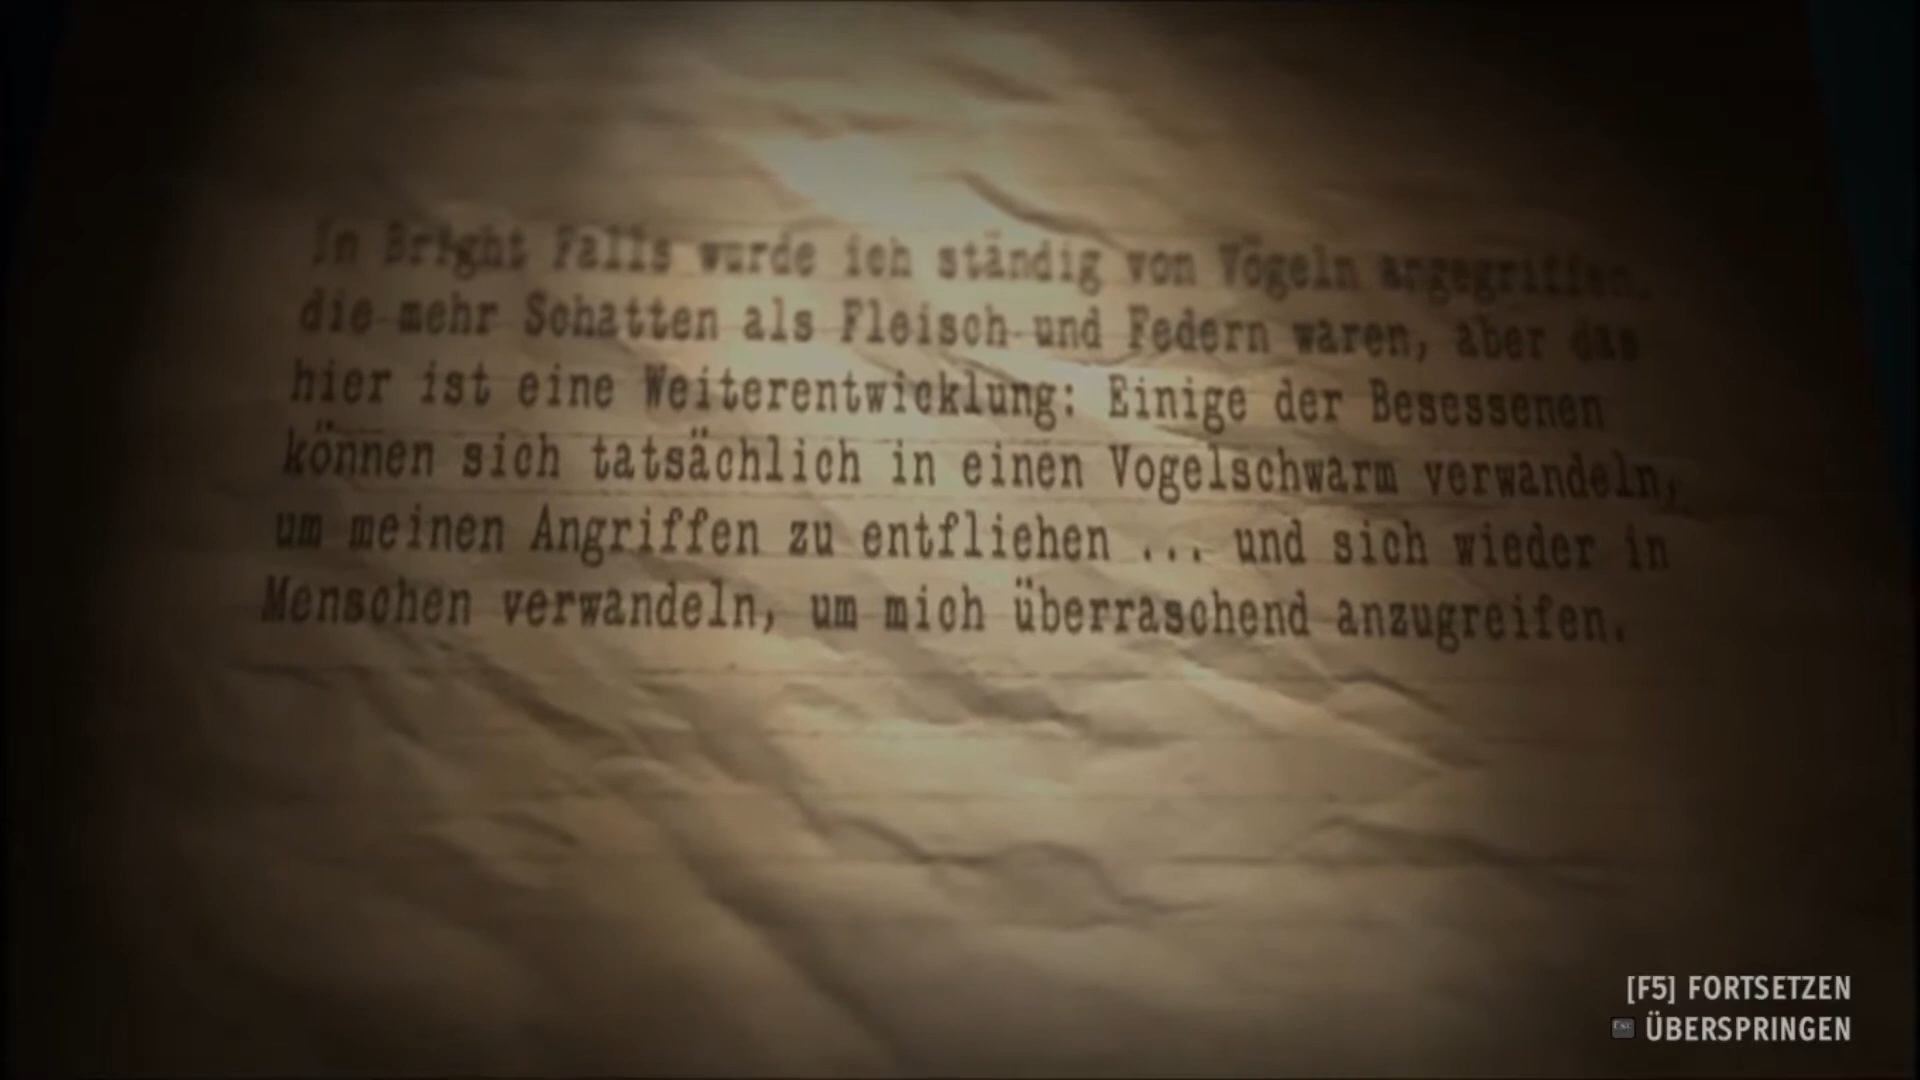 In Bright Falls wurde ich ständig von Vögeln angegriffen,
die mehr Schatten als Fleisch und Federn waren, aber das
hier ist eine Weiterentwicklung: Einige der Besessenen
können sich tatsächlich in einen Vogelschwarm verwandeln,
um meinen Angriffen zu entfliehen ... und sich wieder in
Menschen verwandeln, um mich überraschend anzugreifen.
[F5] FORTSETZEN
Esc ÜBERSPRINGEN